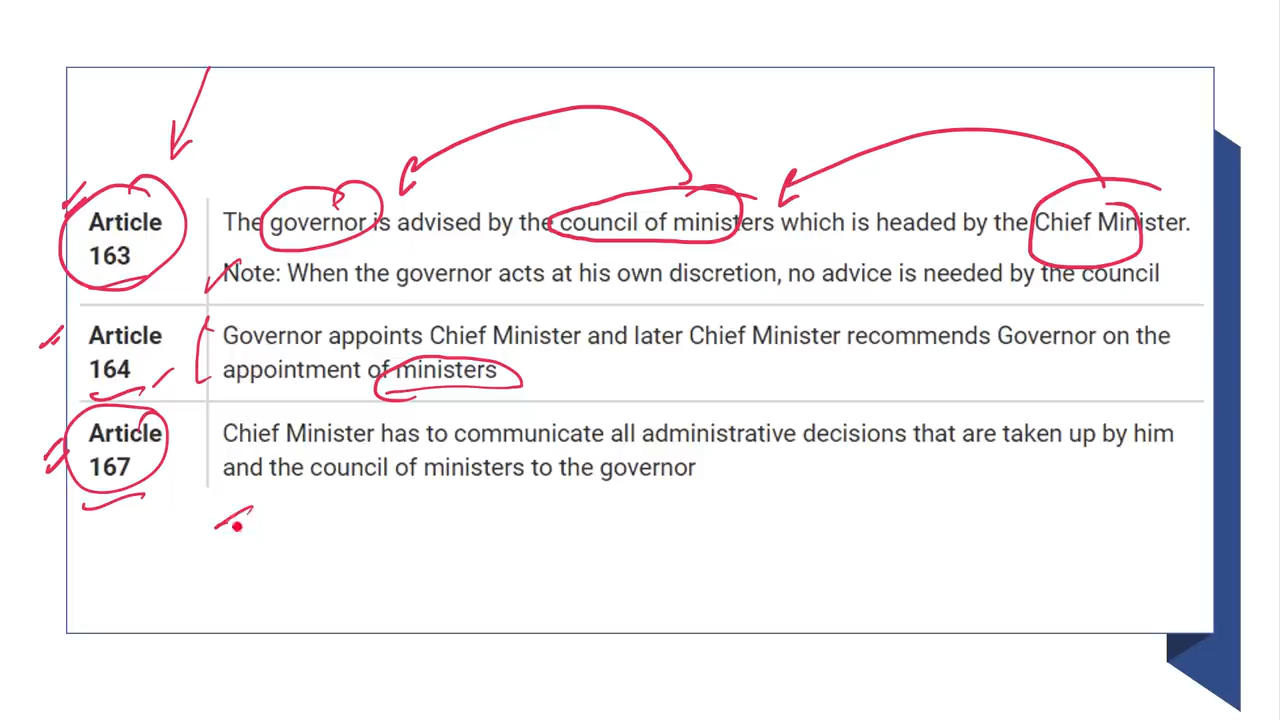 Article
163
The governor is advised by the council of ministers which is headed by the Chief Minister.
Note: When the governor acts at his own discretion, no advice is needed by the council
Article
164
Governor appoints Chief Minister and later Chief Minister recommends Governor on the
appointment of ministers
Article
167
Chief Minister has to communicate all administrative decisions that are taken up by him
and the council of ministers to the governor